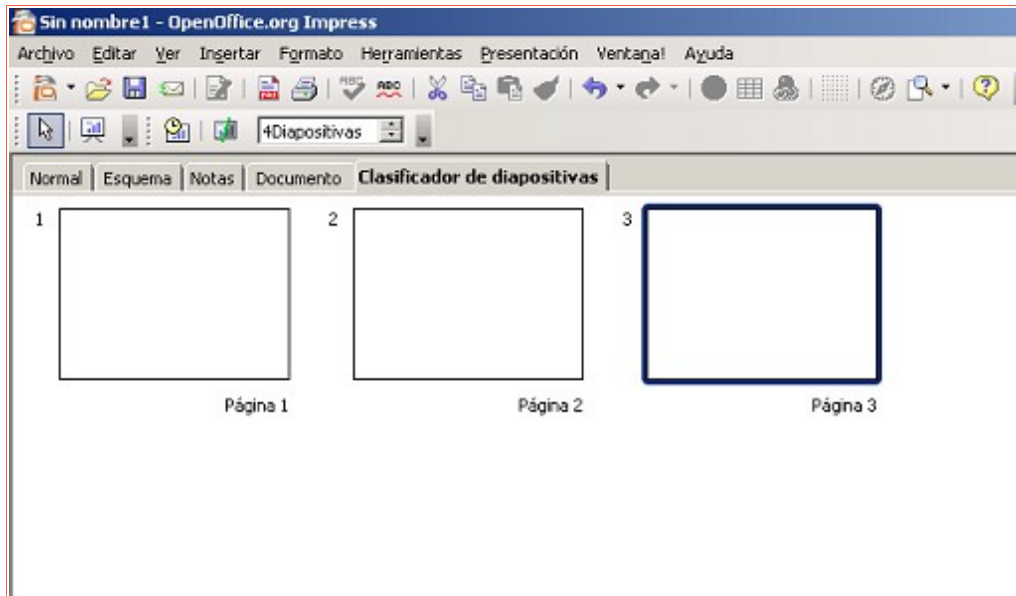 Sin nombre1 - OpenOffice.org Impress
Archivo Editar Ver Insertar Formato Herramientas Presentación Ventana! Ayuda
4Diapositivas
Normal Esquema Notas Documento Clasificador de diapositivas
1 2 3
Página 1 Página 2 Página 3